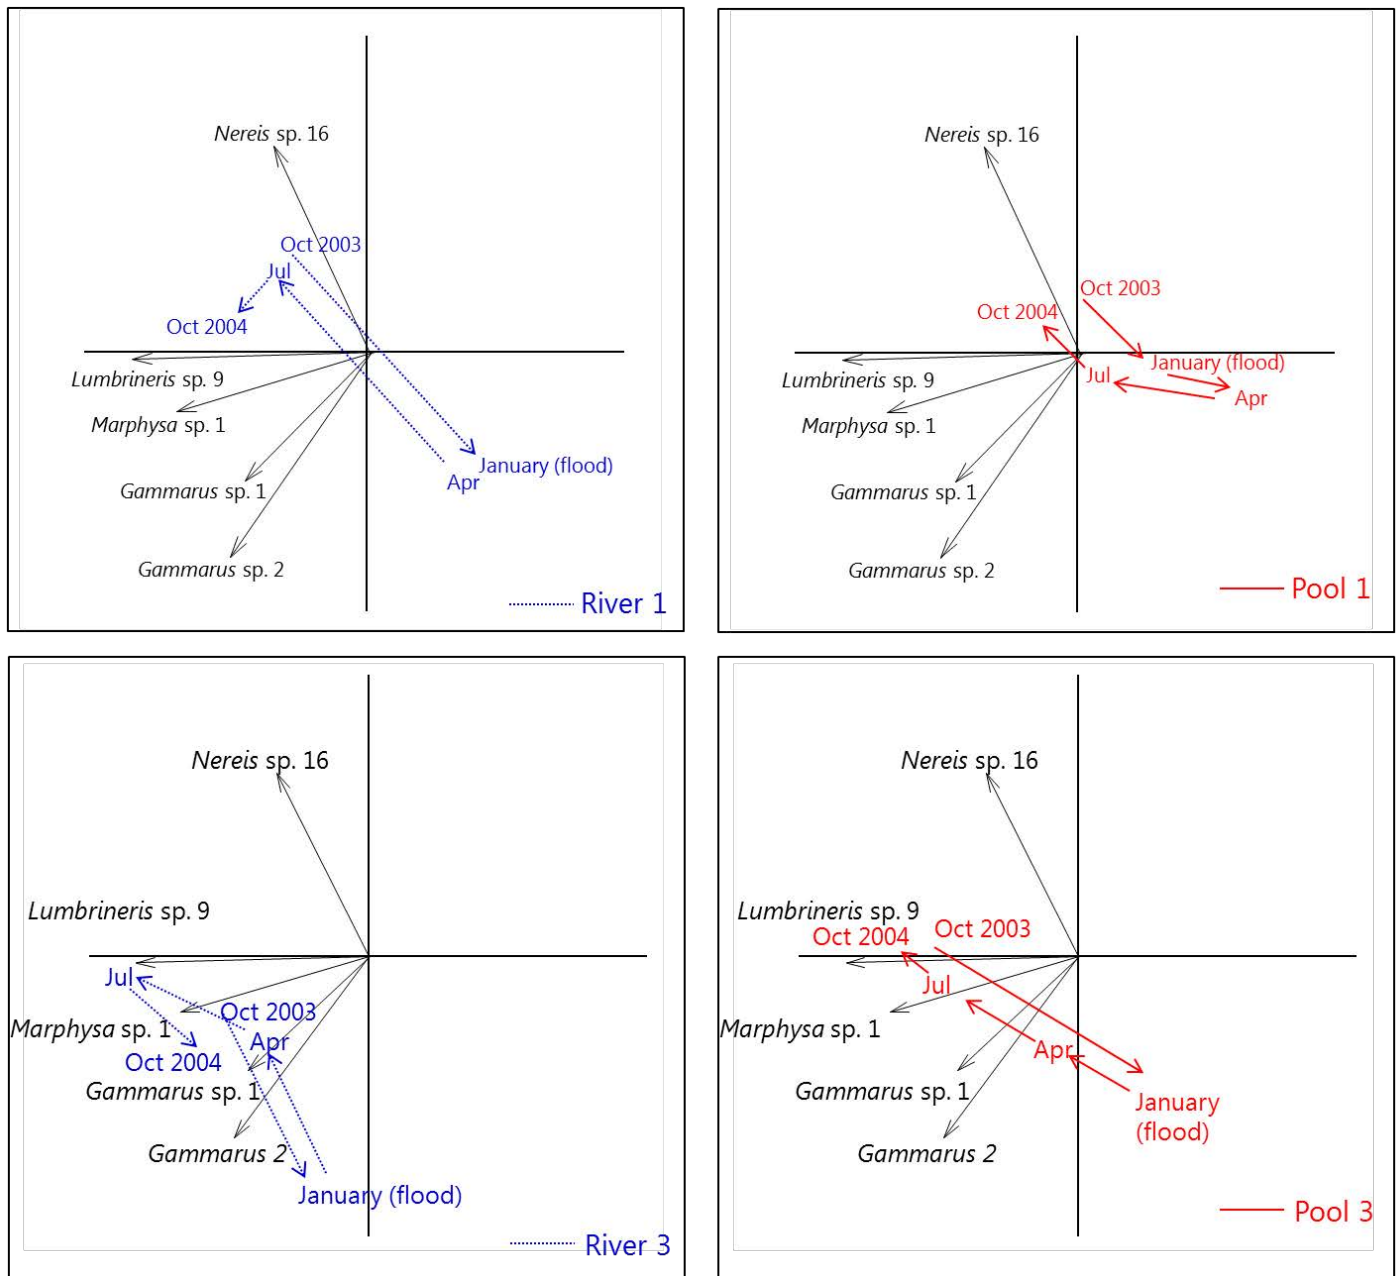 Nereis sp. 16
Oct 2003
Jul
Oct 2004
Lumbrineris sp. 9
Marphysa sp. 1
January (flood)
Apr
Gammarus sp. 1
Gammarus sp. 2
River 1
Nereis sp. 16
Oct 2003
Oct 2004
January (flood)
Jul
Lumbrineris sp. 9
Apr
Marphysa sp. 1
Gammarus sp. 1
Gammarus sp. 2
Pool 1
Nereis sp. 16
Lumbrineris sp. 9
Jul
Oct 2003
Marphysa sp. 1
Apr
Oct 2004
Gammarus sp. 1
Gammarus 2
January (flood)
River 3
Nereis sp. 16
Lumbrineris sp. 9
Oct 2004
Oct 2003
Jul
Marphysa sp. 1
Apr
Gammarus sp. 1
January
(flood)
Gammarus 2
Pool 3